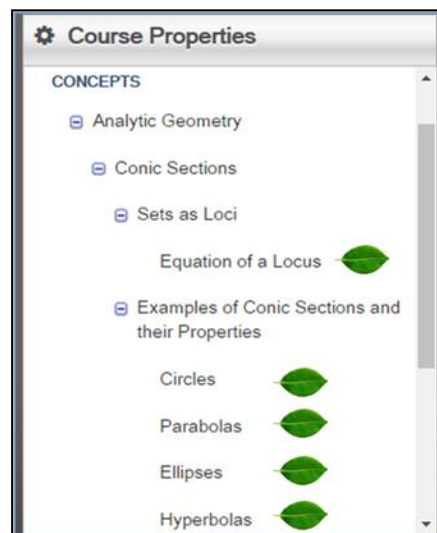 Course Properties
CONCEPTS
Analytic Geometry
Conic Sections
Sets as Loci
Equation of a Locus
Examples of Conic Sections and
their Properties
Circles
Parabolas
Ellipses
Hyperbolas